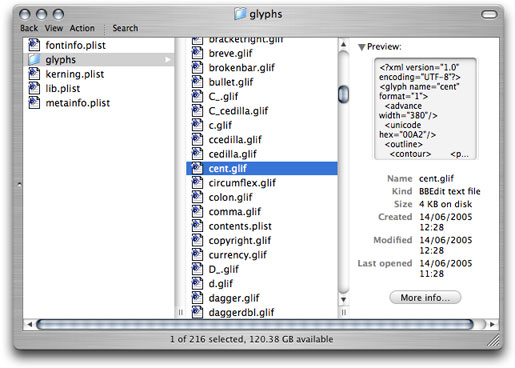 glyphs
Back View Action Search
fontinfo.plist
glyphs
kerning.plist
lib.plist
metainfo.plist
bracketright.glif
breve.glif
brokenbar.glif
bullet.glif
C_.glif
C_cedilla.glif
c.glif
ccedilla.glif
cedilla.glif
cent.glif
circumflex.glif
colon.glif
comma.glif
contents.plist
copyright.glif
currency.glif
D_.glif
d.glif
dagger.glif
daggerdbl.glif
Preview:
<?xml version="1.0"
encoding="UTF-8"?>
<glyph name="cent"
format="1">
<advance
width="380"/>
<unicode
hex="00A2"/>
<outline>
<contour> <p...
Name cent.glif
Kind BBEdit text file
Size 4 KB on disk
Created 14/06/2005
12:28
Modified 14/06/2005
12:28
Last opened 14/06/2005
11:28
More info...
1 of 216 selected, 120.38 GB available